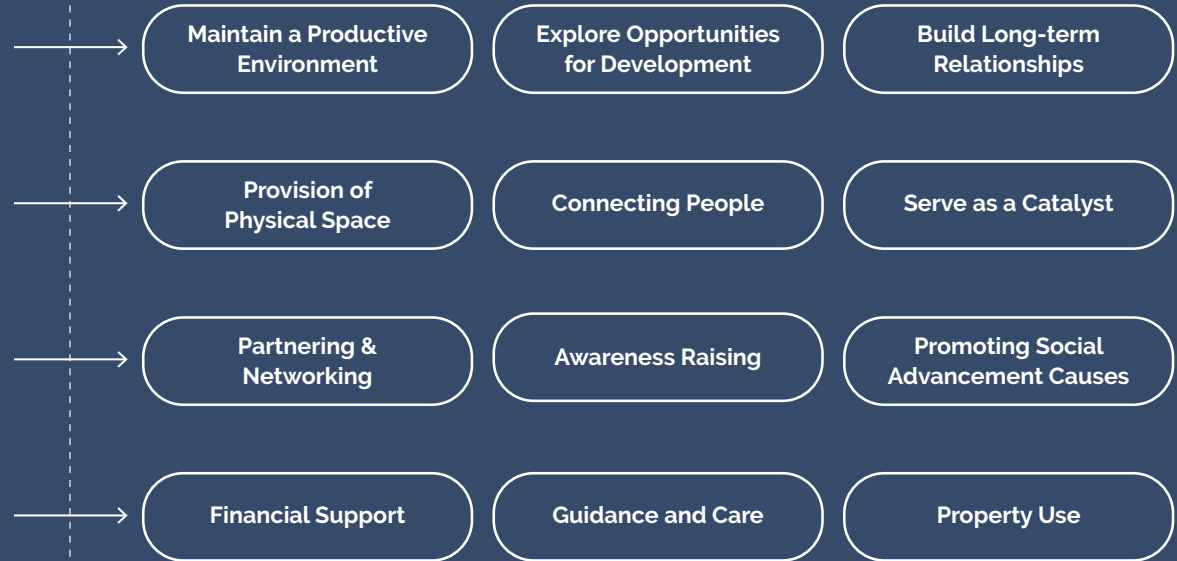 Maintain a Productive
Environment
Explore Opportunities
for Development
Build Long-term
Relationships
Provision of
Physical Space
Connecting People
Serve as a Catalyst
Partnering &
Networking
Awareness Raising
Promoting Social
Advancement Causes
Financial Support
Guidance and Care
Property Use